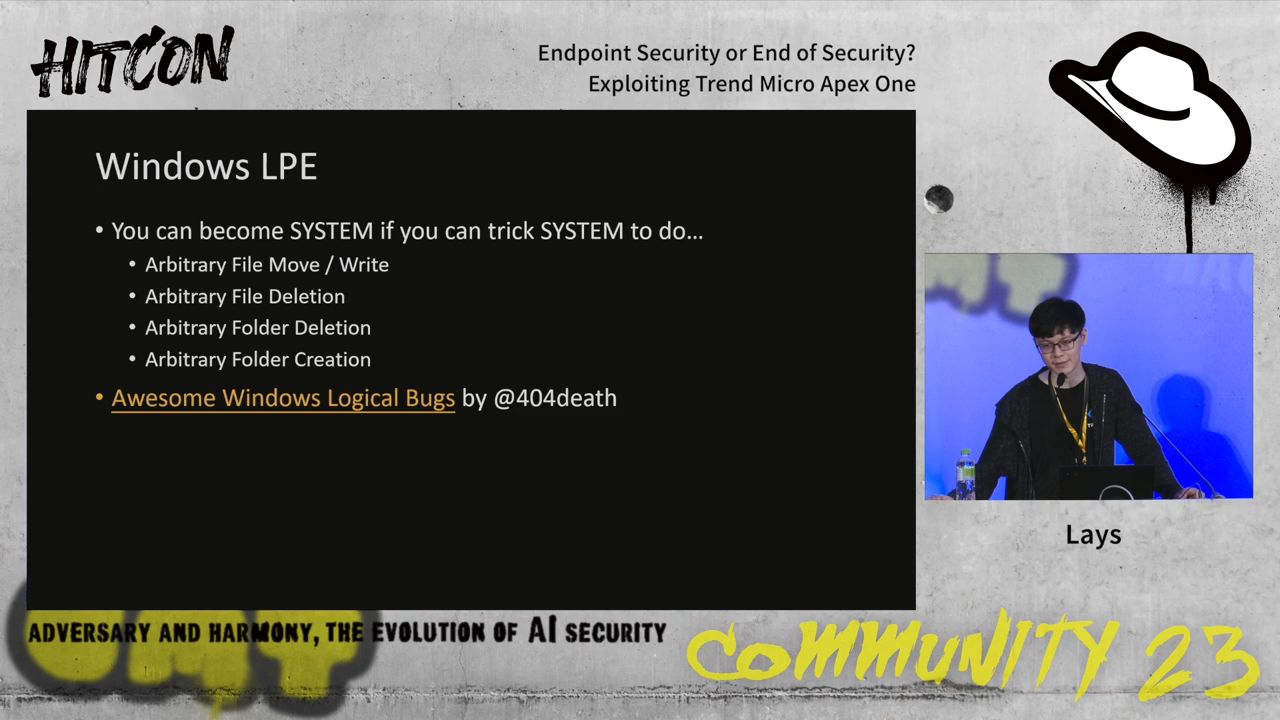 HITCON
Endpoint Security or End of Security?
Exploiting Trend Micro Apex One
Windows LPE
• You can become SYSTEM if you can trick SYSTEM to do...
• Arbitrary File Move / Write
• Arbitrary File Deletion
• Arbitrary Folder Deletion
• Arbitrary Folder Creation
• Awesome Windows Logical Bugs by @404death
Lays
ADVERSARY AND HARMONY, THE EVOLUTION OF AI SECURITY
COMMUNITY 23